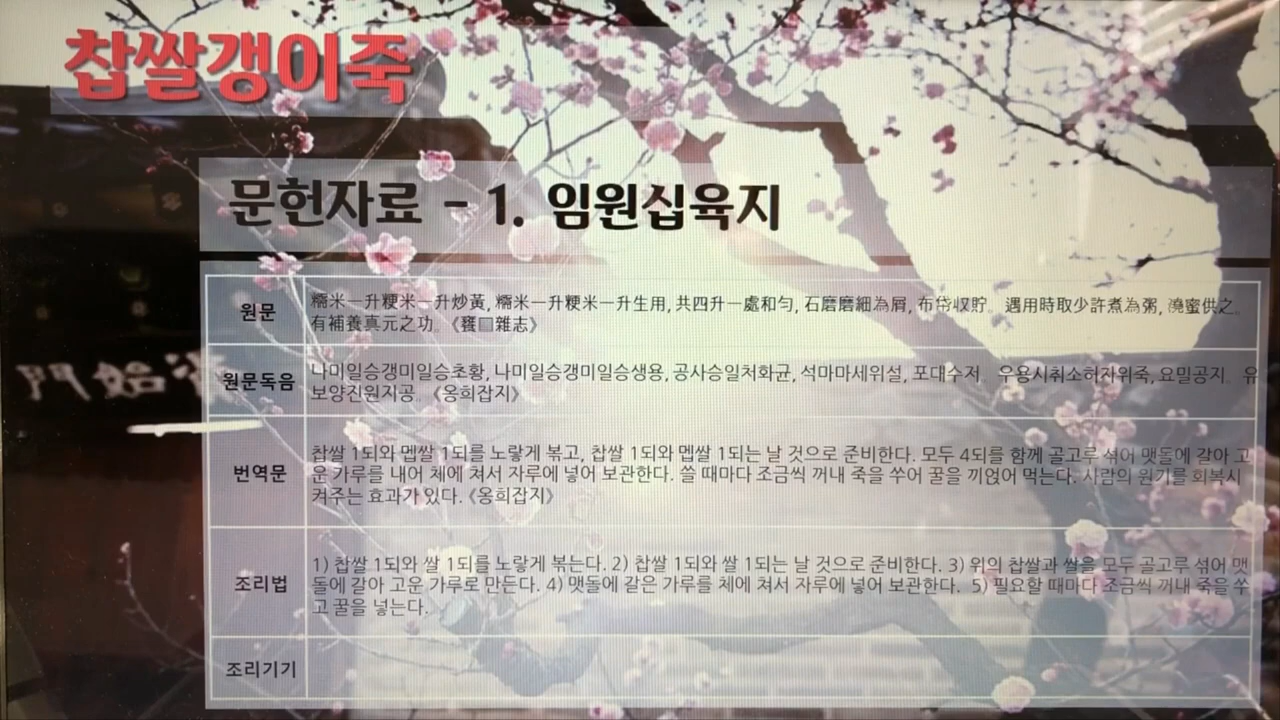 찹쌀갱이죽
문헌자료 - 1. 임원십육지
원문
糯米一升粳米一升炒黃, 糯米一升粳米一升生用, 共四升一處和勻, 石磨磨細為屑, 布袋収貯。遇用時取少許煮為粥, 澆蜜供之。
有補養真元之功。《饔□雜志》
원문독음
나미일승갱미일승초황, 나미일승갱미일승생용, 공사승일처화균, 석마마세위설, 포대수저。우용시취소허자위죽, 요밀공지。유
보양진원지공。《옹희잡지》
번역문
찹쌀 1되와 멥쌀 1되를 노랗게 볶고, 찹쌀 1되와 멥쌀 1되는 날 것으로 준비한다. 모두 4되를 함께 골고루 섞어 맷돌에 갈아 고
운 가루를 내어 체에 쳐서 자루에 넣어 보관한다. 쓸 때마다 조금씩 꺼내 죽을 쑤어 꿀을 끼얹어 먹는다. 사람의 원기를 회복시
켜주는 효과가 있다.《옹희잡지》
조리법
1) 찹쌀 1되와 쌀 1되를 노랗게 볶는다. 2) 찹쌀 1되와 쌀 1되는 날 것으로 준비한다. 3) 위의 찹쌀과 쌀을 모두 골고루 섞어 맷
돌에 갈아 고운 가루로 만든다. 4) 맷돌에 갈은 가루를 체에 쳐서 자루에 넣어 보관한다. 5) 필요할 때마다 조금씩 꺼내 죽을 쑤
고 꿀을 넣는다.
조리기기